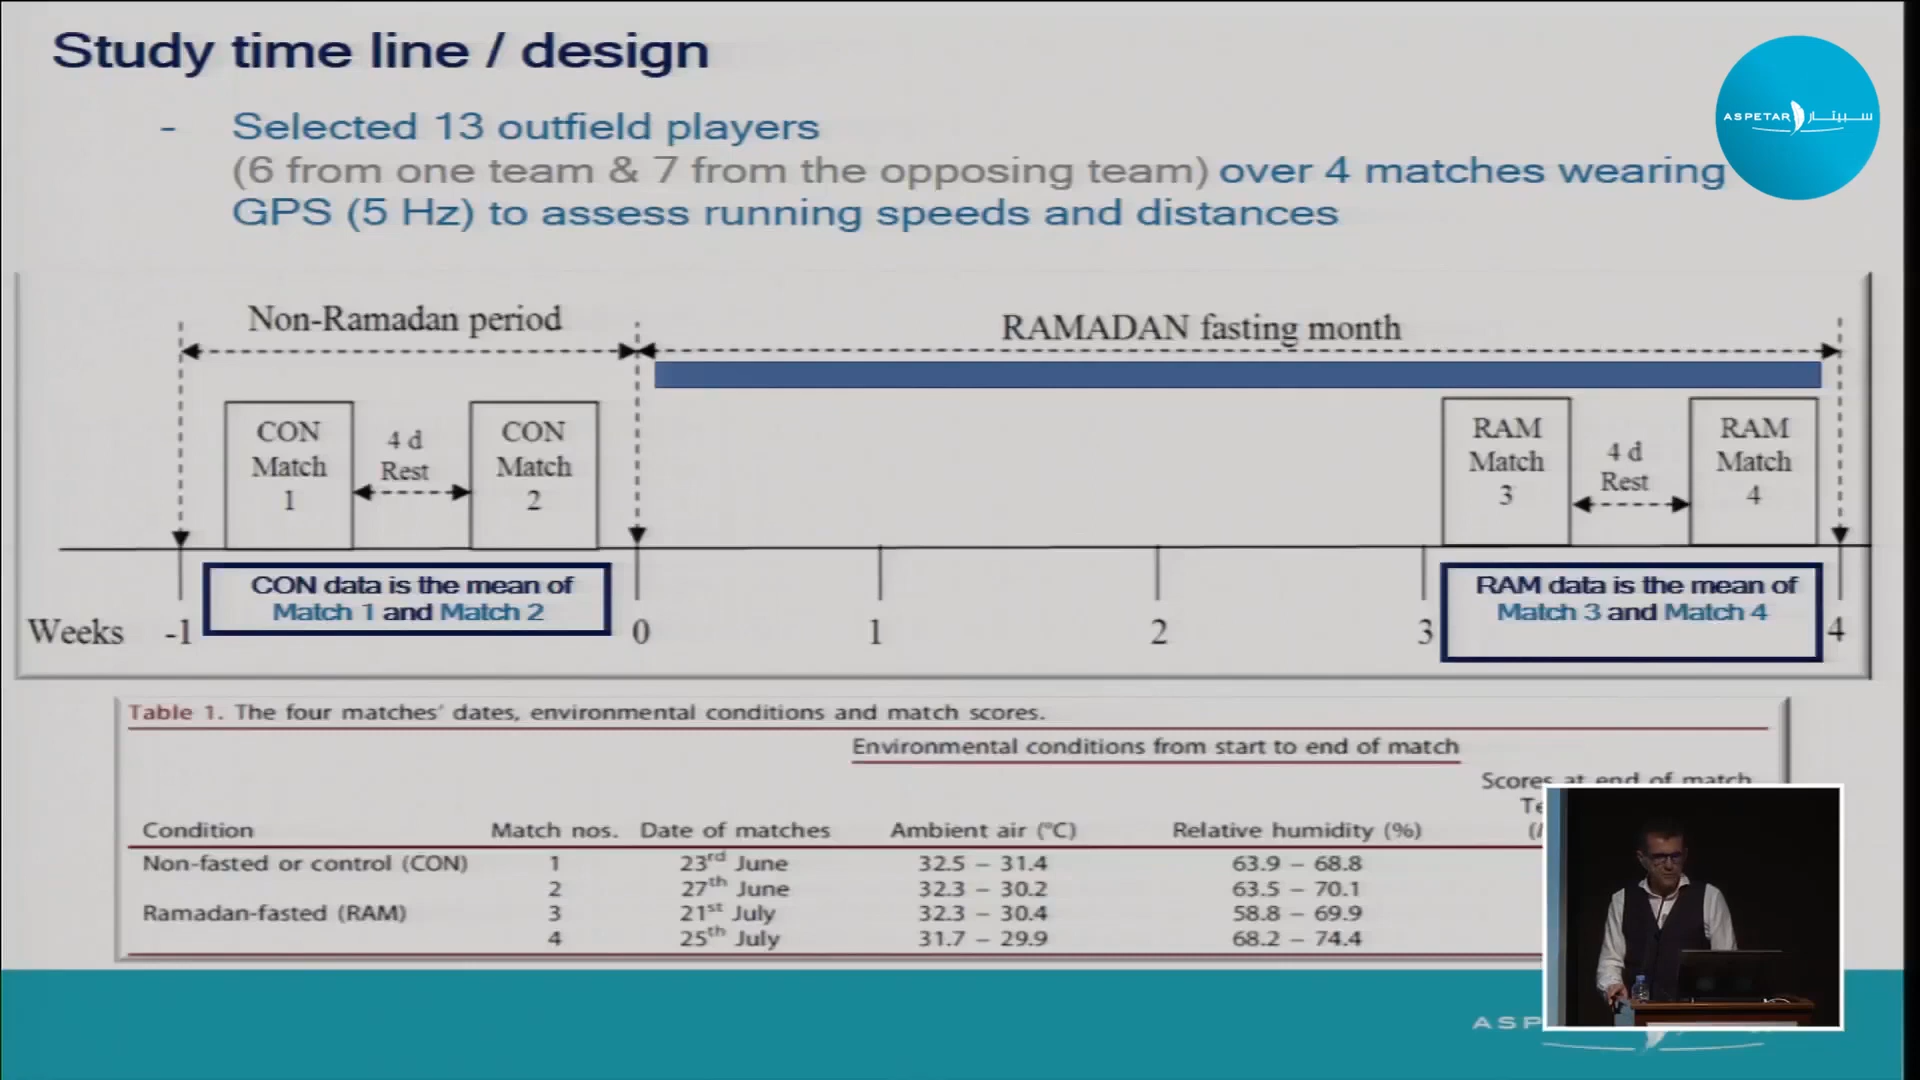 Study time line / design
ASPETAR سبيتار
- Selected 13 outfield players
(6 from one team & 7 from the opposing team) over 4 matches wearing
GPS (5 Hz) to assess running speeds and distances
Non-Ramadan period
RAMADAN fasting month
CON Match 1
4 d Rest
CON Match 2
RAM Match 3
4 d Rest
RAM Match 4
CON data is the mean of
Match 1 and Match 2
RAM data is the mean of
Match 3 and Match 4
Weeks -1 0 1 2 3 4
Table 1. The four matches' dates, environmental conditions and match scores.
Environmental conditions from start to end of match
Scores at end of match
Condition Match nos. Date of matches Ambient air (°C) Relative humidity (%)
Non-fasted or control (CON) 1 23rd June 32.5 – 31.4 63.9 – 68.8
2 27th June 32.3 – 30.2 63.5 – 70.1
Ramadan-fasted (RAM) 3 21st July 32.3 – 30.4 58.8 – 69.9
4 25th July 31.7 – 29.9 68.2 – 74.4